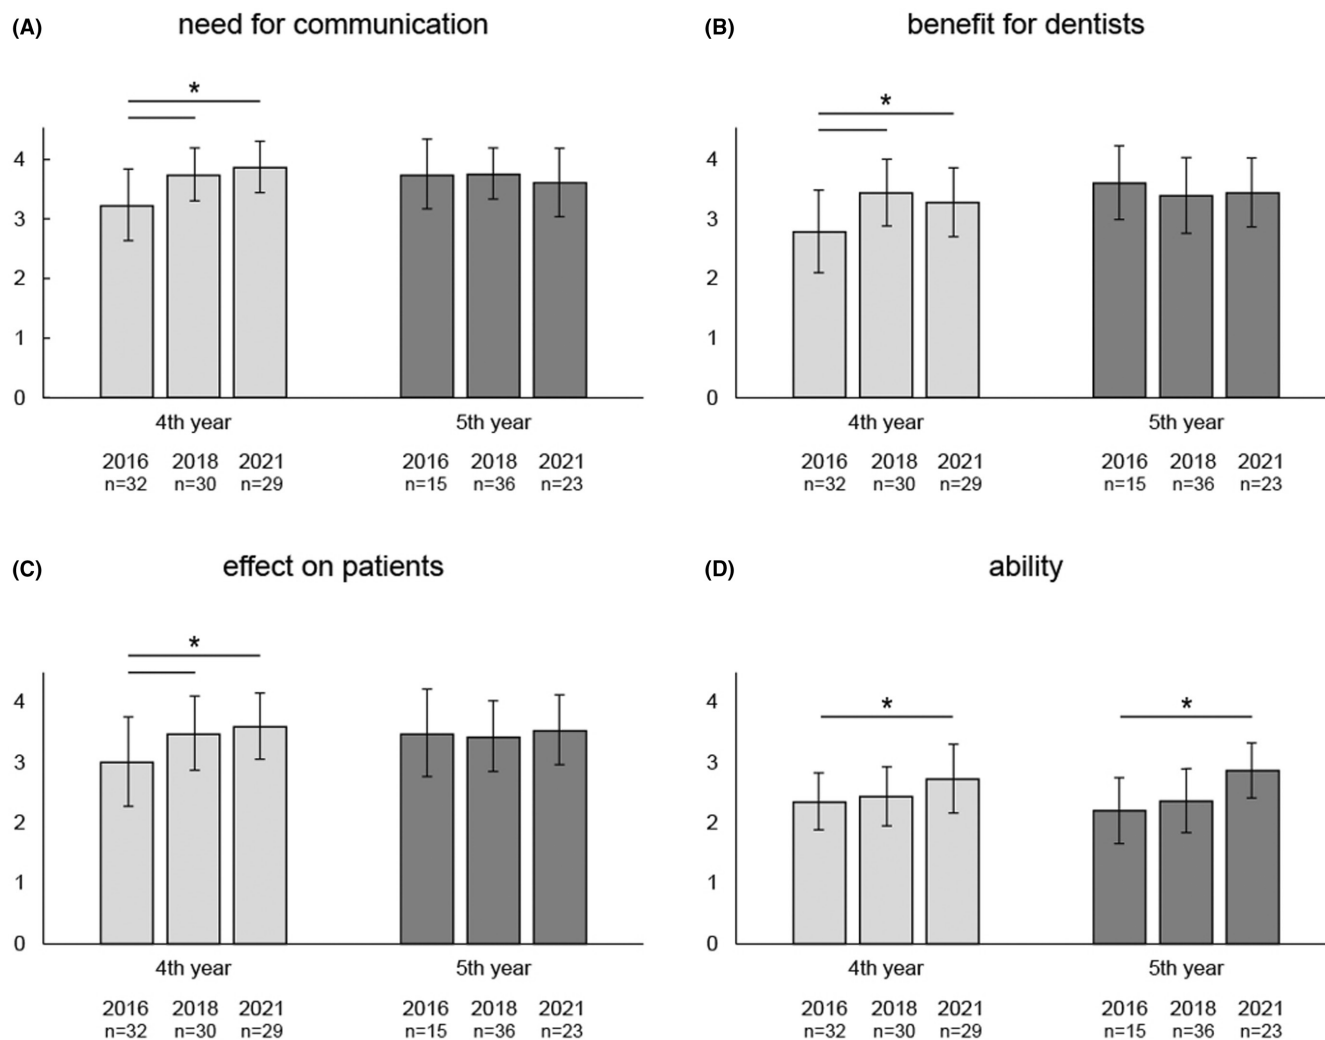 (A) need for communication
*
4
3
2
1
0
4th year 5th year
2016 2018 2021 2016 2018 2021
n=32 n=30 n=29 n=15 n=36 n=23
(B) benefit for dentists
*
4
3
2
1
0
4th year 5th year
2016 2018 2021 2016 2018 2021
n=32 n=30 n=29 n=15 n=36 n=23
(C) effect on patients
*
4
3
2
1
0
4th year 5th year
2016 2018 2021 2016 2018 2021
n=32 n=30 n=29 n=15 n=36 n=23
(D) ability
4
* *
3
2
1
0
4th year 5th year
2016 2018 2021 2016 2018 2021
n=32 n=30 n=29 n=15 n=36 n=23